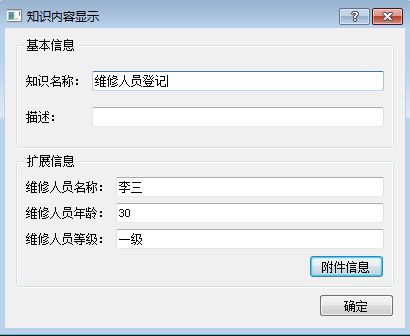 知识内容显示
基本信息
知识名称： 维修人员登记
描述：
扩展信息
维修人员名称： 李三
维修人员年龄： 30
维修人员等级： 一级
附件信息
确定